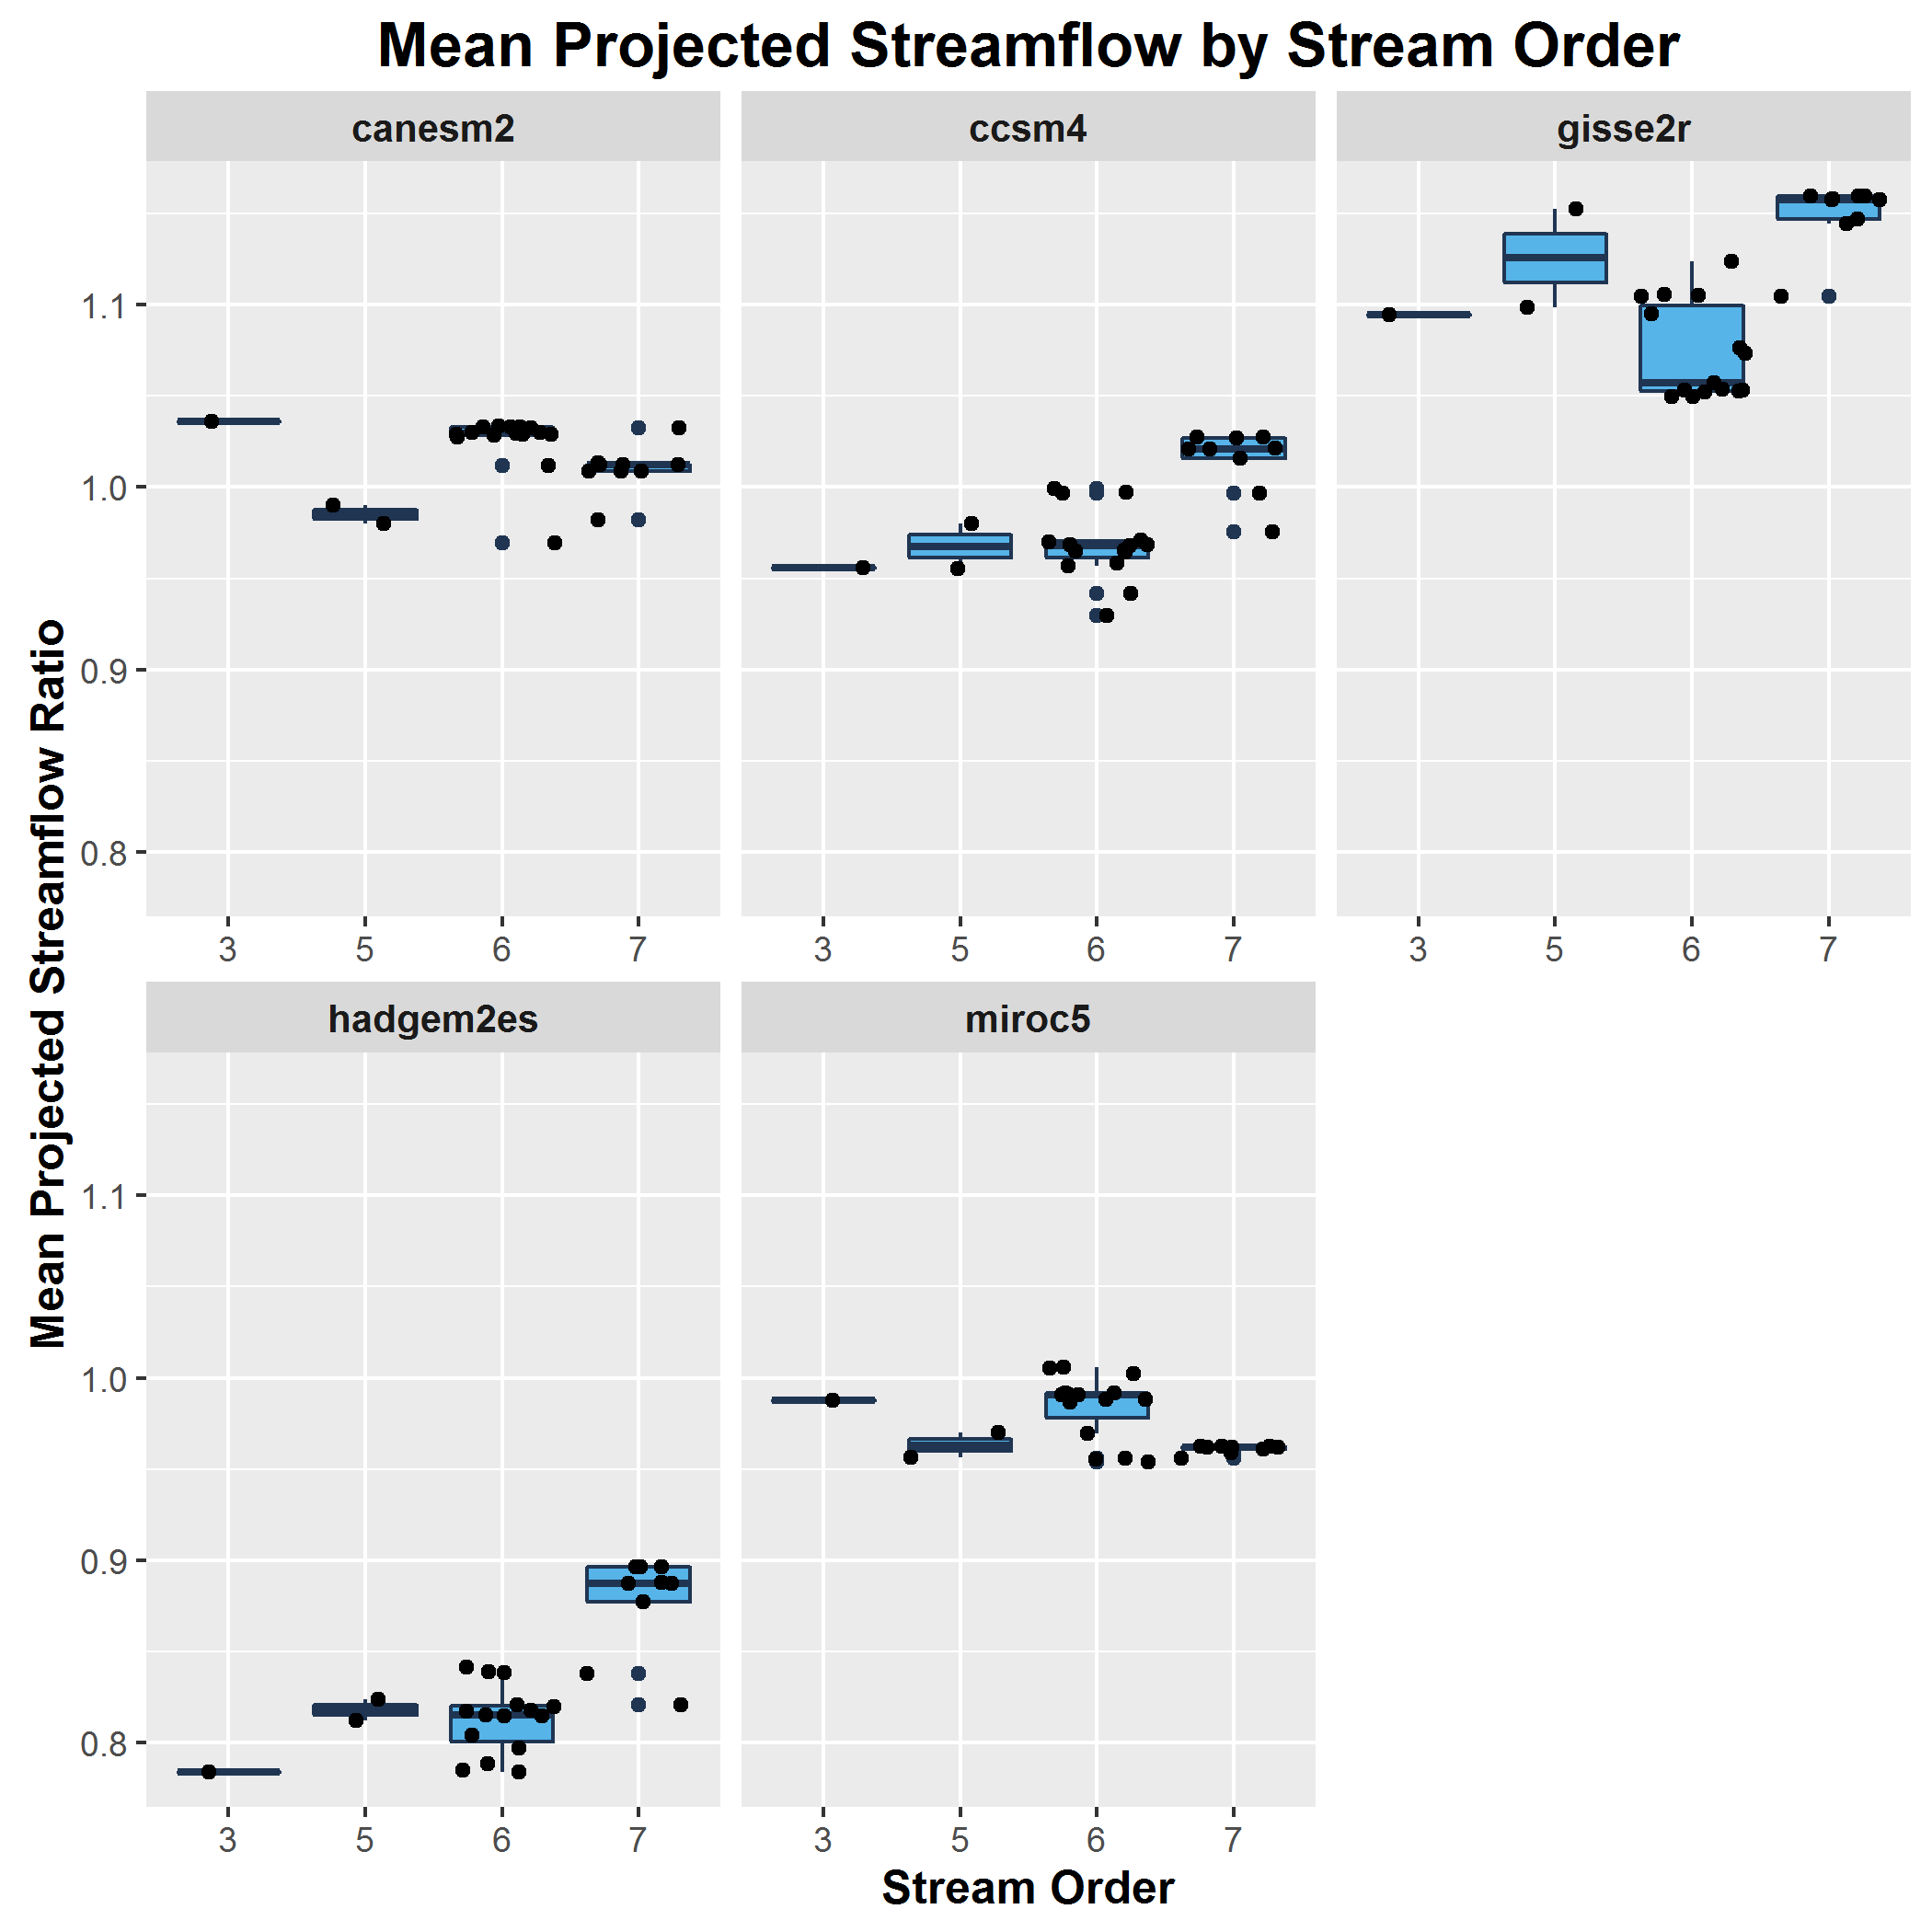 Mean Projected Streamflow by Stream Order
canesm2
ccsm4
gisse2r
1.1
1.0
0.9
0.8
3 5 6 7
3 5 6 7
3 5 6 7
Mean Projected Streamflow Ratio
hadgem2es
miroc5
1.1
1.0
0.9
0.8
3 5 6 7
3 5 6 7
Stream Order